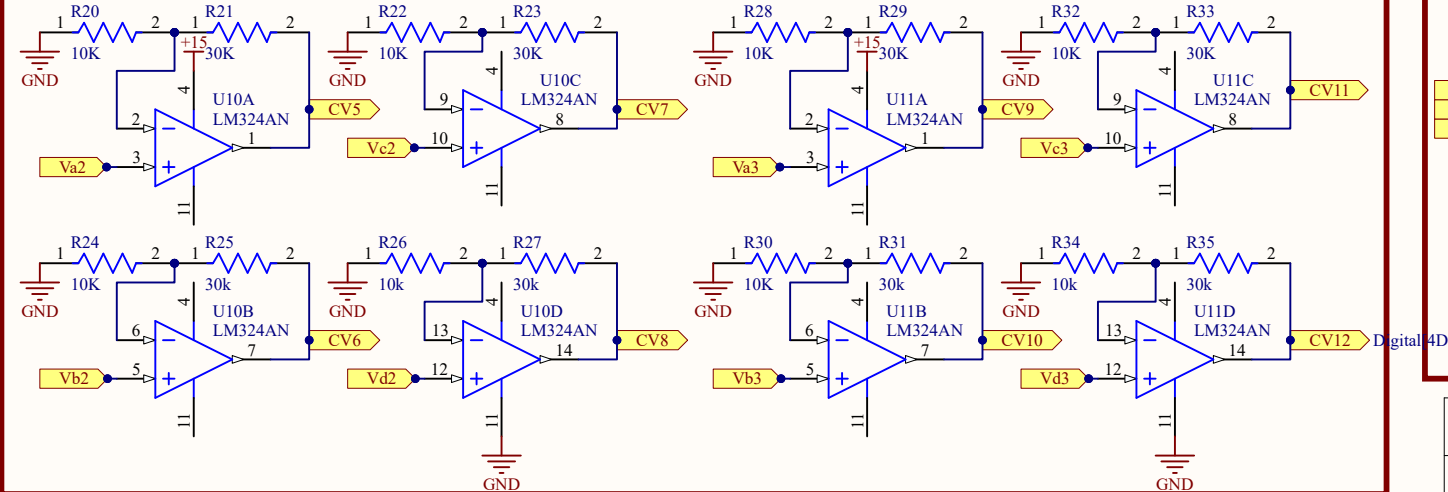 R20 R21 R22 R23 R28 R29 R32 R33
1 2 1 2 1 2 1 2 1 2 1 2 1 2 1 2
10K +15 30K 10K 30K 10K +15 30K 10K 30K
GND GND GND GND
4 4 4 4
U10A U10C U11A U11C
LM324AN LM324AN LM324AN LM324AN
CV5 CV7 CV9 CV11
2 1 9 8 2 1 9 8
Va2 3 Vc2 10 Va3 3 Vc3 10
11 11 11 11
R24 R25 R26 R27 R30 R31 R34 R35
1 2 1 2 1 2 1 2 1 2 1 2 1 2 1 2
10K 30k 10k 30k 10K 30k 10k 30k
GND GND GND GND
4 4 4 4
U10B U10D U11B U11D
LM324AN LM324AN LM324AN LM324AN
6 7 CV6 13 14 CV8 6 7 CV10 13 14 CV12 Digital 4D
Vb2 5 Vd2 12 Vb3 5 Vd3 12
11 11 11 11
GND GND